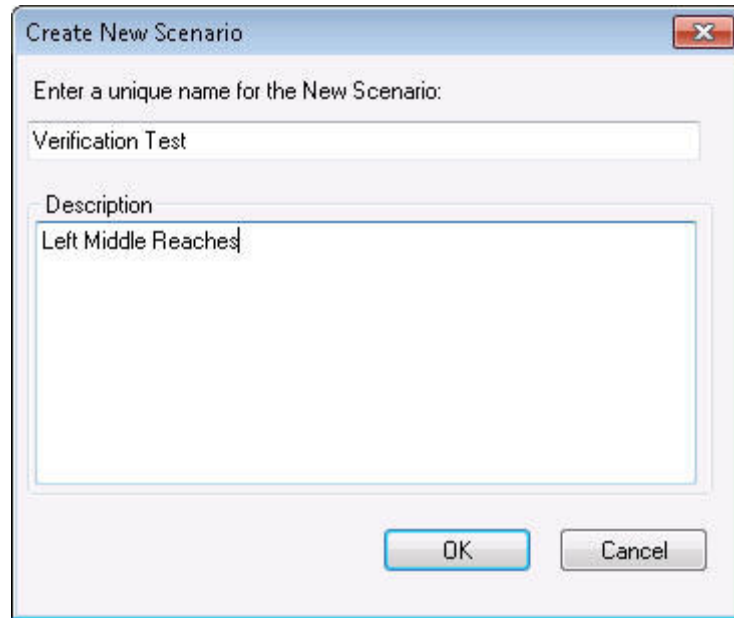 Create New Scenario
Enter a unique name for the New Scenario:
Verification Test
Description
Left Middle Reaches
OK Cancel